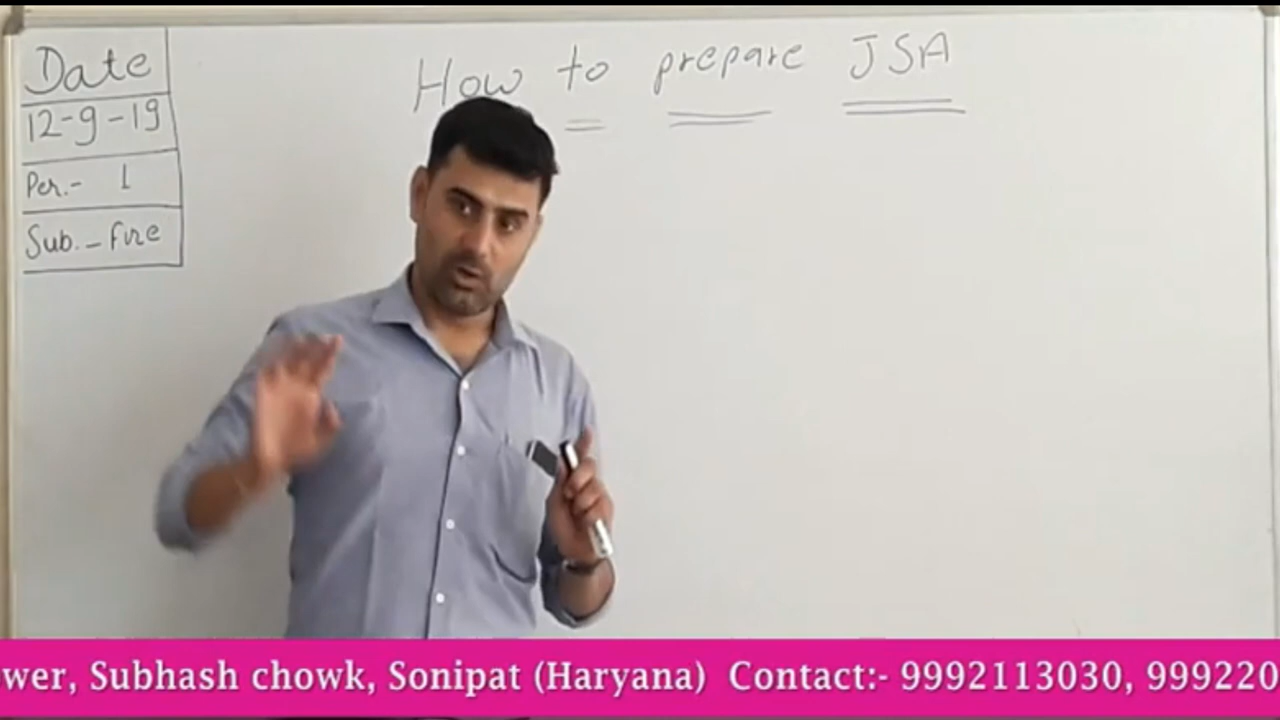 Date
12-9-19
Per.- 1
Sub. - Fire
How to prepare JSA
wer, Subhash chowk, Sonipat (Haryana) Contact:- 9992113030, 999220